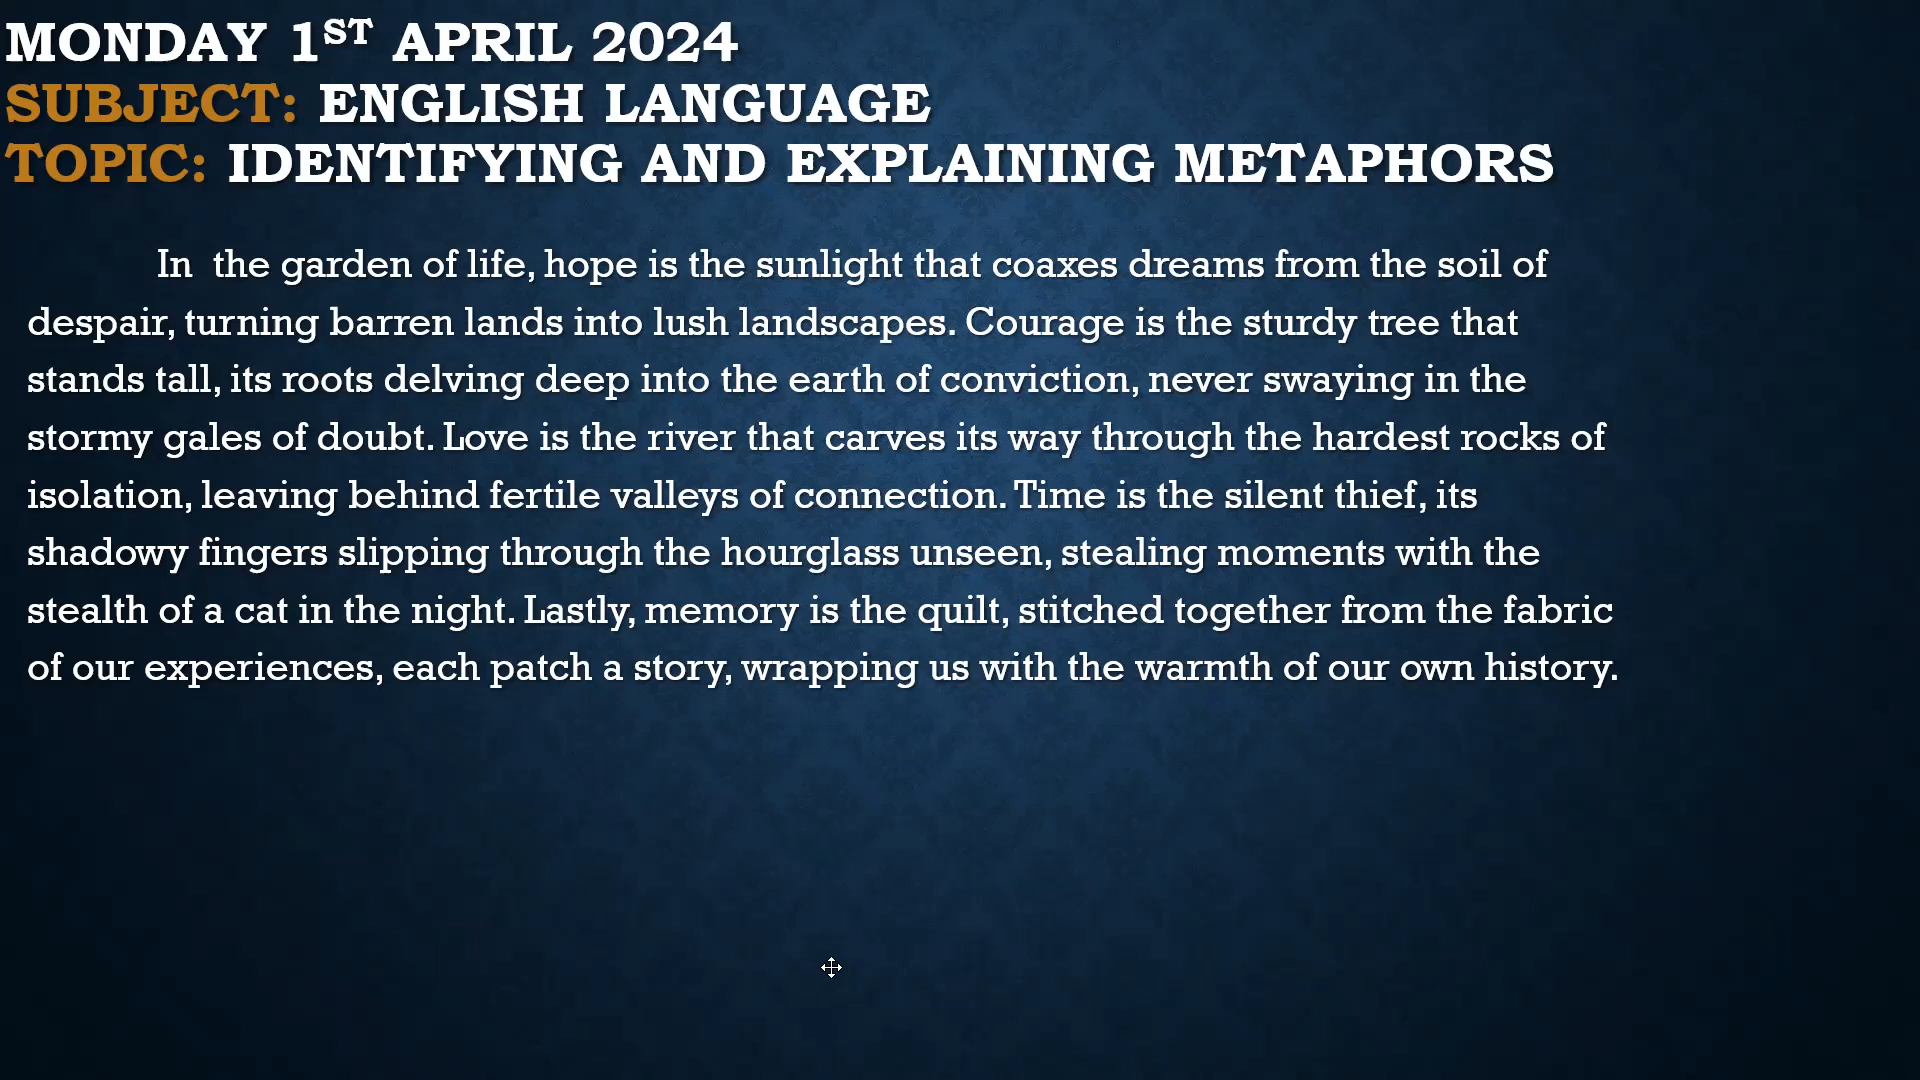 MONDAY 1ST APRIL 2024
SUBJECT: ENGLISH LANGUAGE
TOPIC: IDENTIFYING AND EXPLAINING METAPHORS
In the garden of life, hope is the sunlight that coaxes dreams from the soil of
despair, turning barren lands into lush landscapes. Courage is the sturdy tree that
stands tall, its roots delving deep into the earth of conviction, never swaying in the
stormy gales of doubt. Love is the river that carves its way through the hardest rocks of
isolation, leaving behind fertile valleys of connection. Time is the silent thief, its
shadowy fingers slipping through the hourglass unseen, stealing moments with the
stealth of a cat in the night. Lastly, memory is the quilt, stitched together from the fabric
of our experiences, each patch a story, wrapping us with the warmth of our own history.